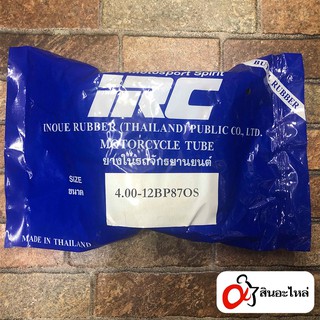 Motorsport Spirit
IRC
BUTYL RUBBER
INOUE RUBBER (THAILAND) PUBLIC CO., LTD.
MOTORCYCLE TUBE
ยางในรถจักรยานยนต์
SIZE
ขนาด
4.00-12BP87OS
MADE IN THAILAND
สินอะไหล่